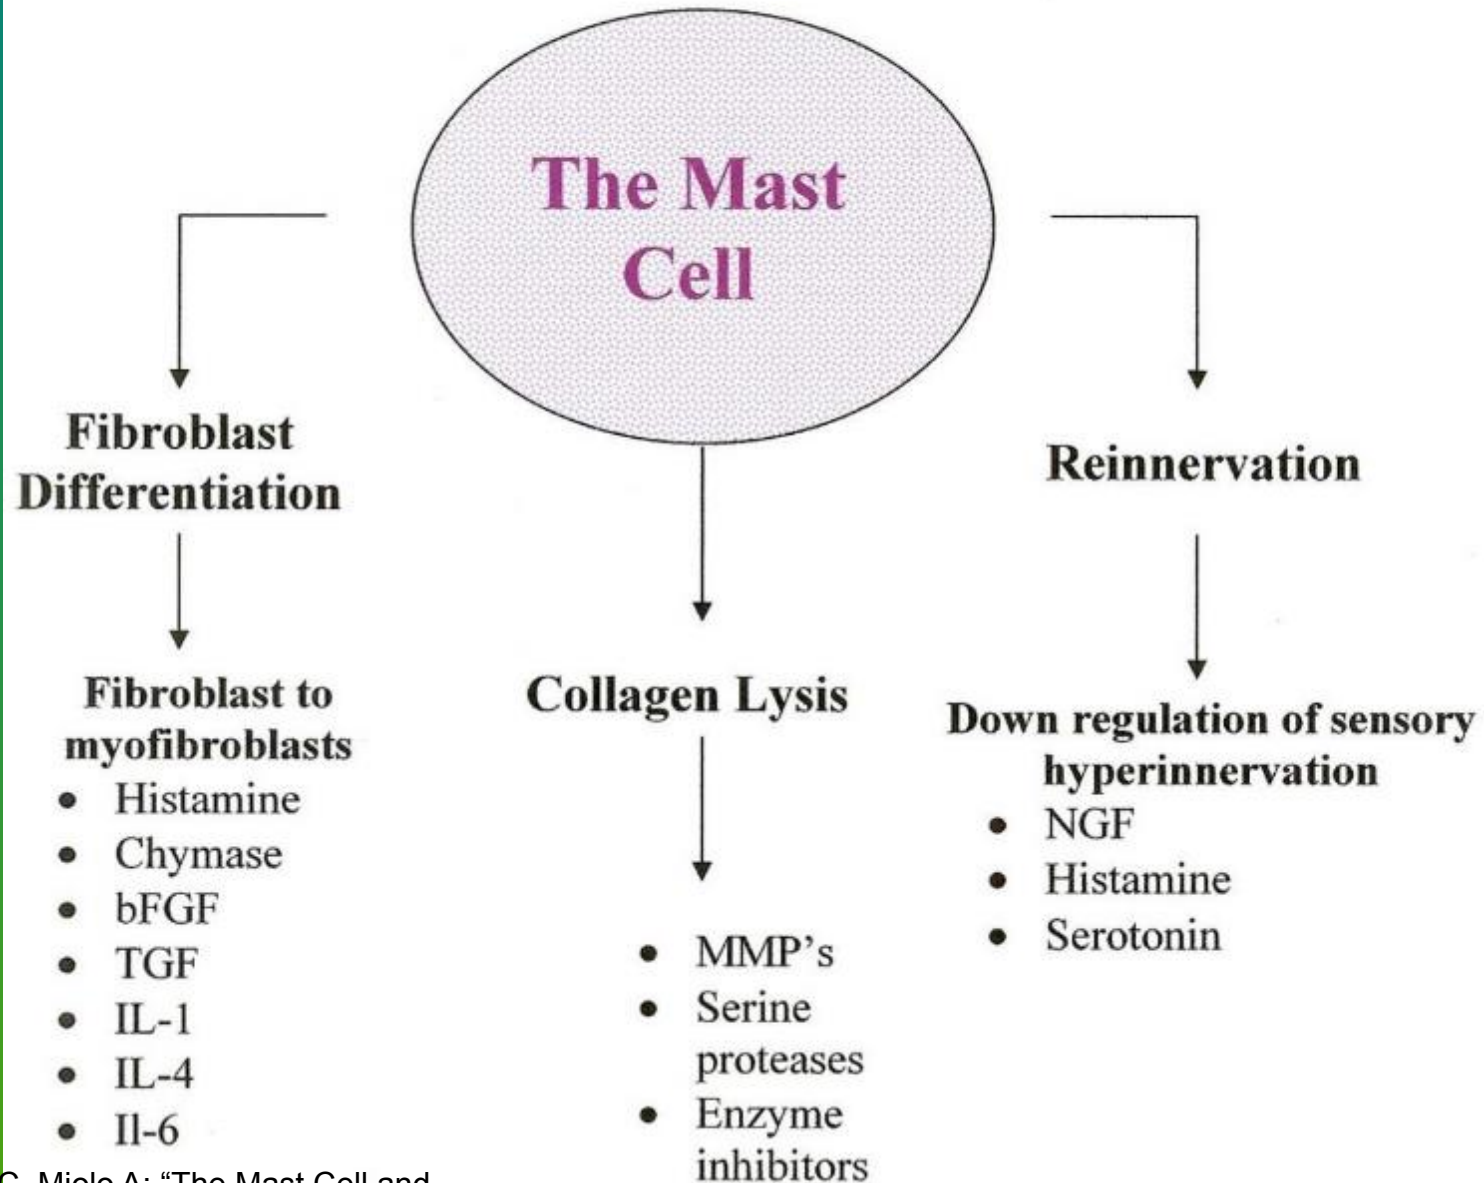 The Mast
Cell
Fibroblast
Differentiation
Fibroblast to
myofibroblasts
• Histamine
• Chymase
• bFGF
• TGF
• IL-1
• IL-4
• Il-6
Collagen Lysis
• MMP’s
• Serine
proteases
• Enzyme
inhibitors
Reinnervation
Down regulation of sensory
hyperinnervation
• NGF
• Histamine
• Serotonin
C, Miele A: “The Mast Cell and